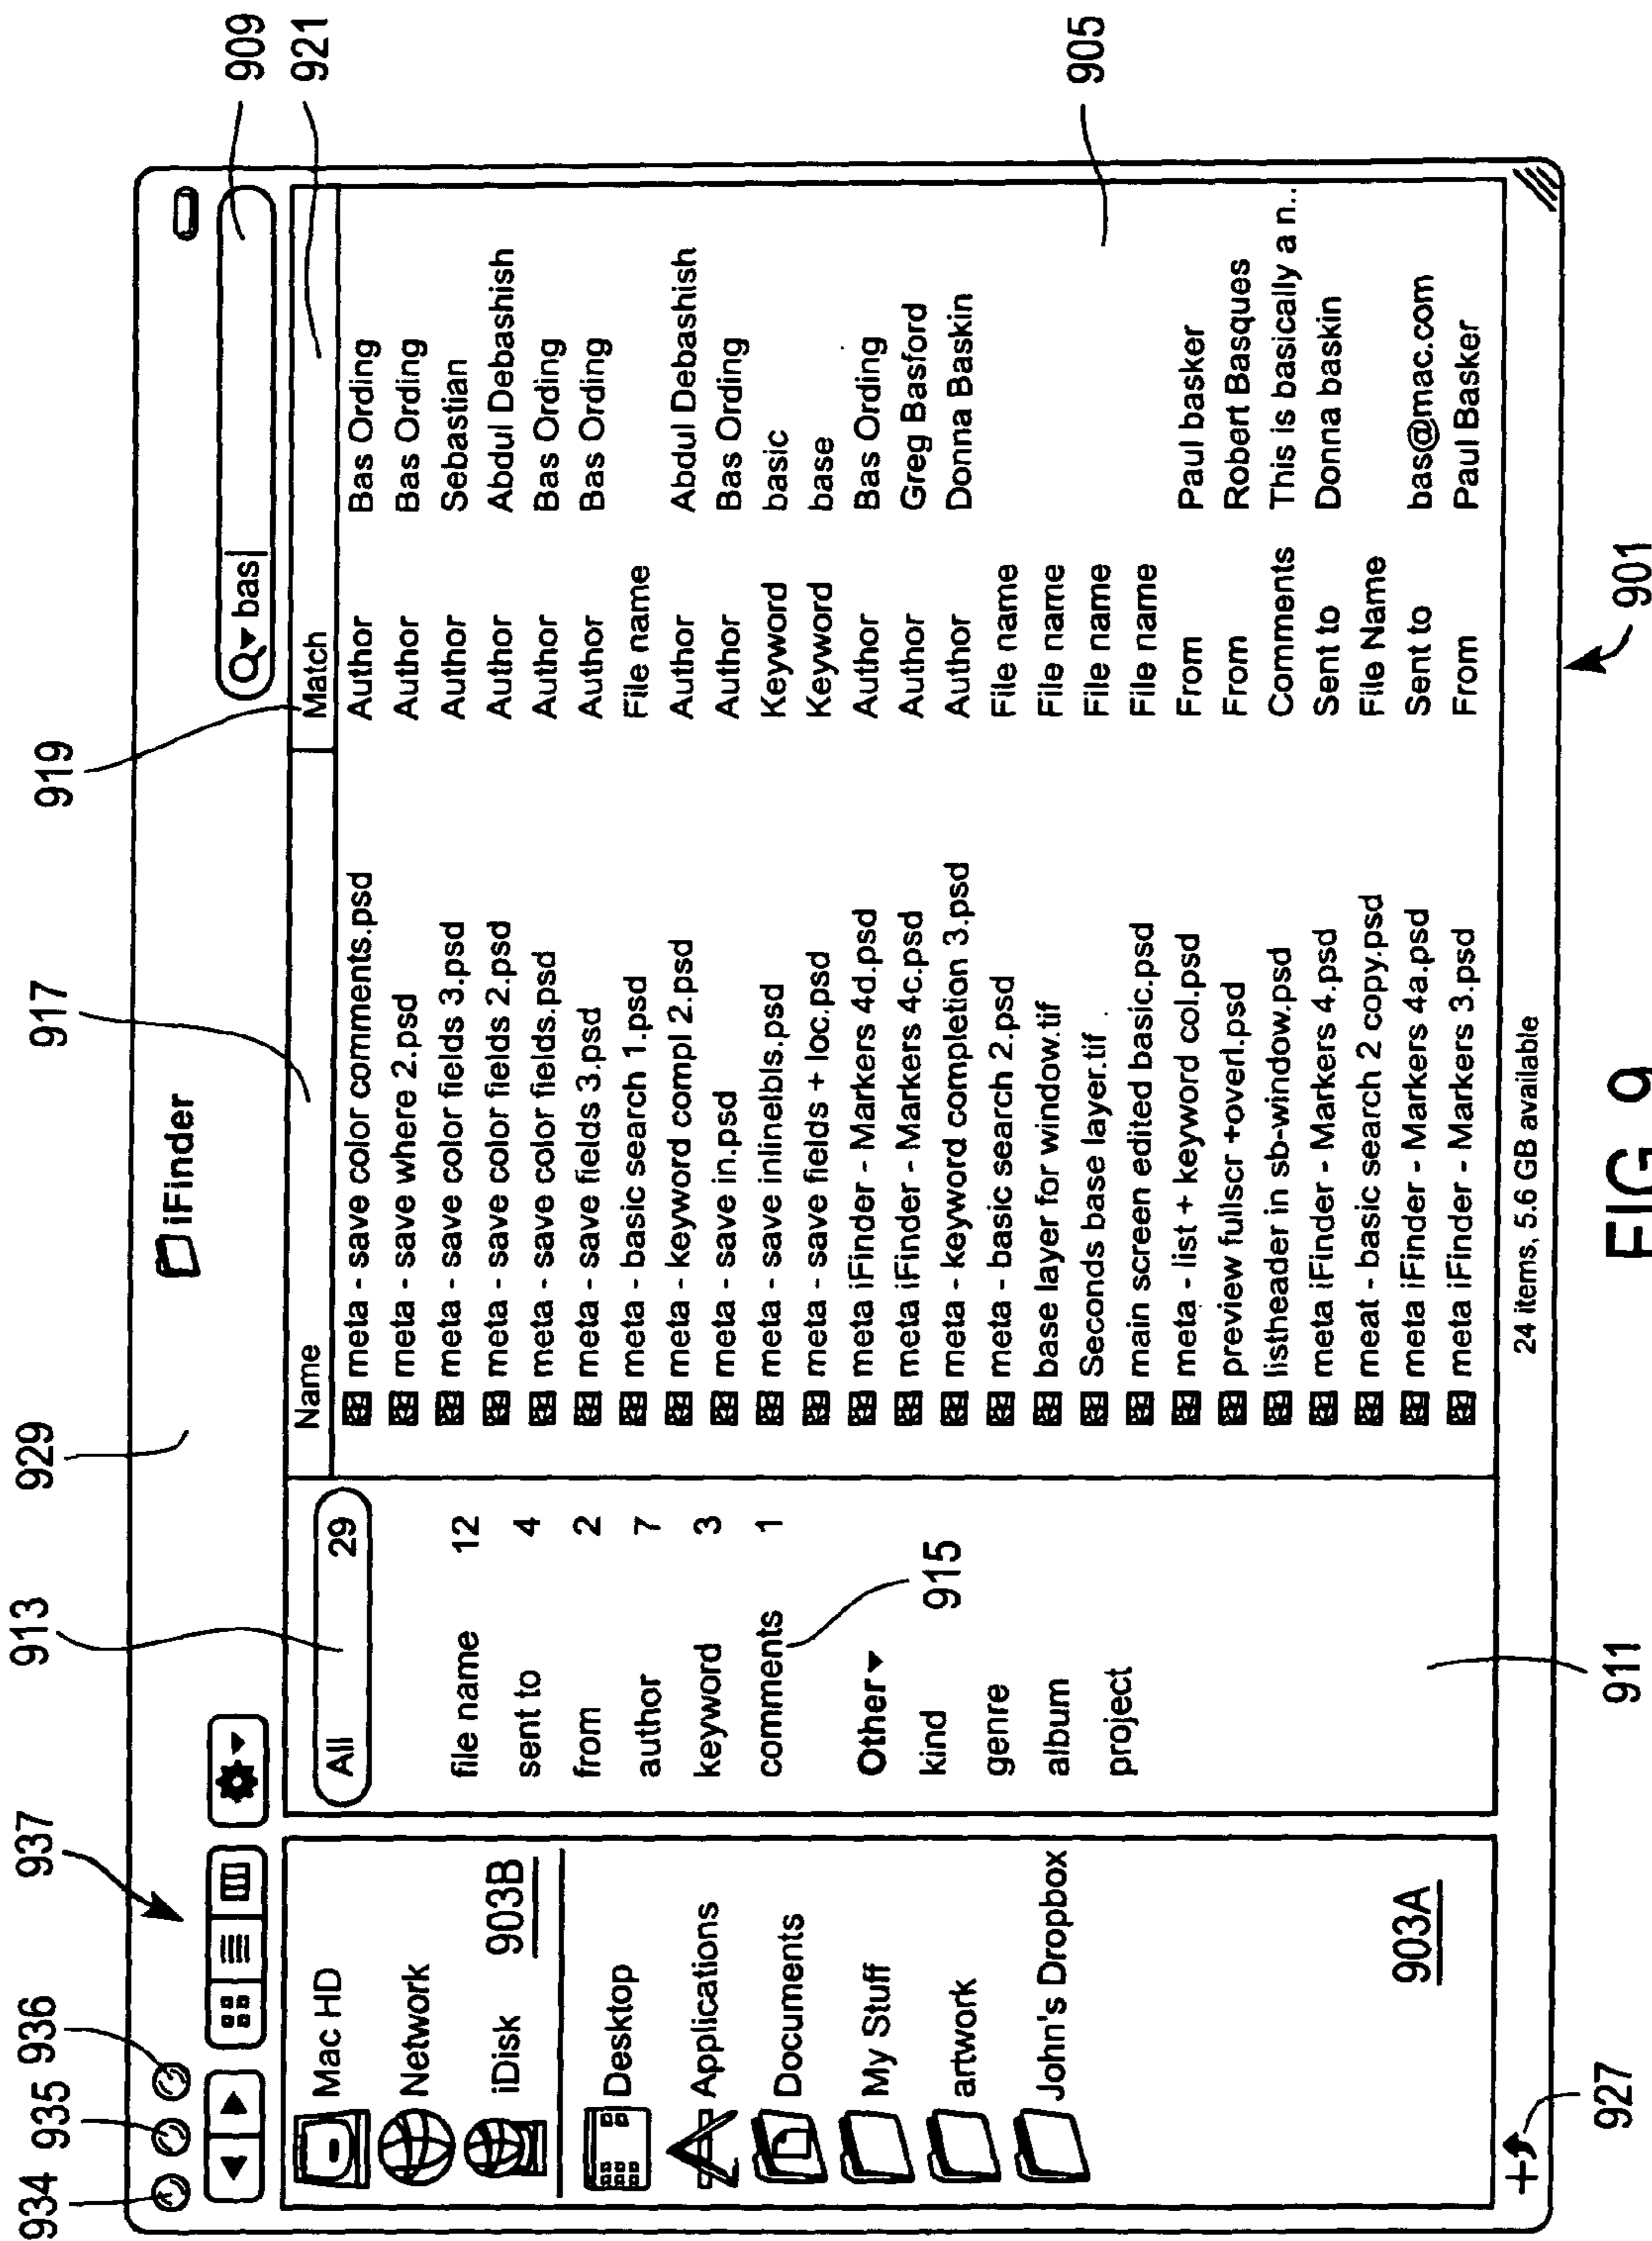 934 935 936 937 913 929 917 919 909 921
iFinder
bas
Mac HD
Network
iDisk 903B
Desktop
Applications
Documents
My Stuff
artwork
John's Dropbox
903A
All 29
file name 12
sent to 4
from 2
author 7
keyword 3
comments 1
915
Other
kind
genre
album
project
Name Match
meta - save color comments.psd Author Bas Ording
meta - save where 2.psd Author Bas Ording
meta - save color fields 3.psd Author Sebastian
meta - save color fields 2.psd Author Abdul Debashish
meta - save color fields.psd Author Bas Ording
meta - save fields 3.psd Author Bas Ording
meta - basic search 1.psd File name
meta - keyword compl 2.psd Author Abdul Debashish
meta - save in.psd Author Bas Ording
meta - save inlinelbls.psd Keyword basic
meta - save fields + loc.psd Keyword base
meta iFinder - Markers 4d.psd Author Bas Ording
meta iFinder - Markers 4c.psd Author Greg Basford
meta - keyword completion 3.psd Author Donna Baskin
meta - basic search 2.psd File name
base layer for window.tif File name
Seconds base layer.tif File name
main screen edited basic.psd File name
meta - list + keyword col.psd From Paul basker
preview fullscr +overl.psd From Robert Basques
listheader in sb-window.psd Comments This is basically a n..
meta iFinder - Markers 4.psd Sent to Donna baskin
meat - basic search 2 copy.psd File Name
meta iFinder - Markers 4a.psd Sent to bas@mac.com
meta iFinder - Markers 3.psd From Paul Basker
905
24 items, 5.6 GB available
927 911 901
FIG. 9